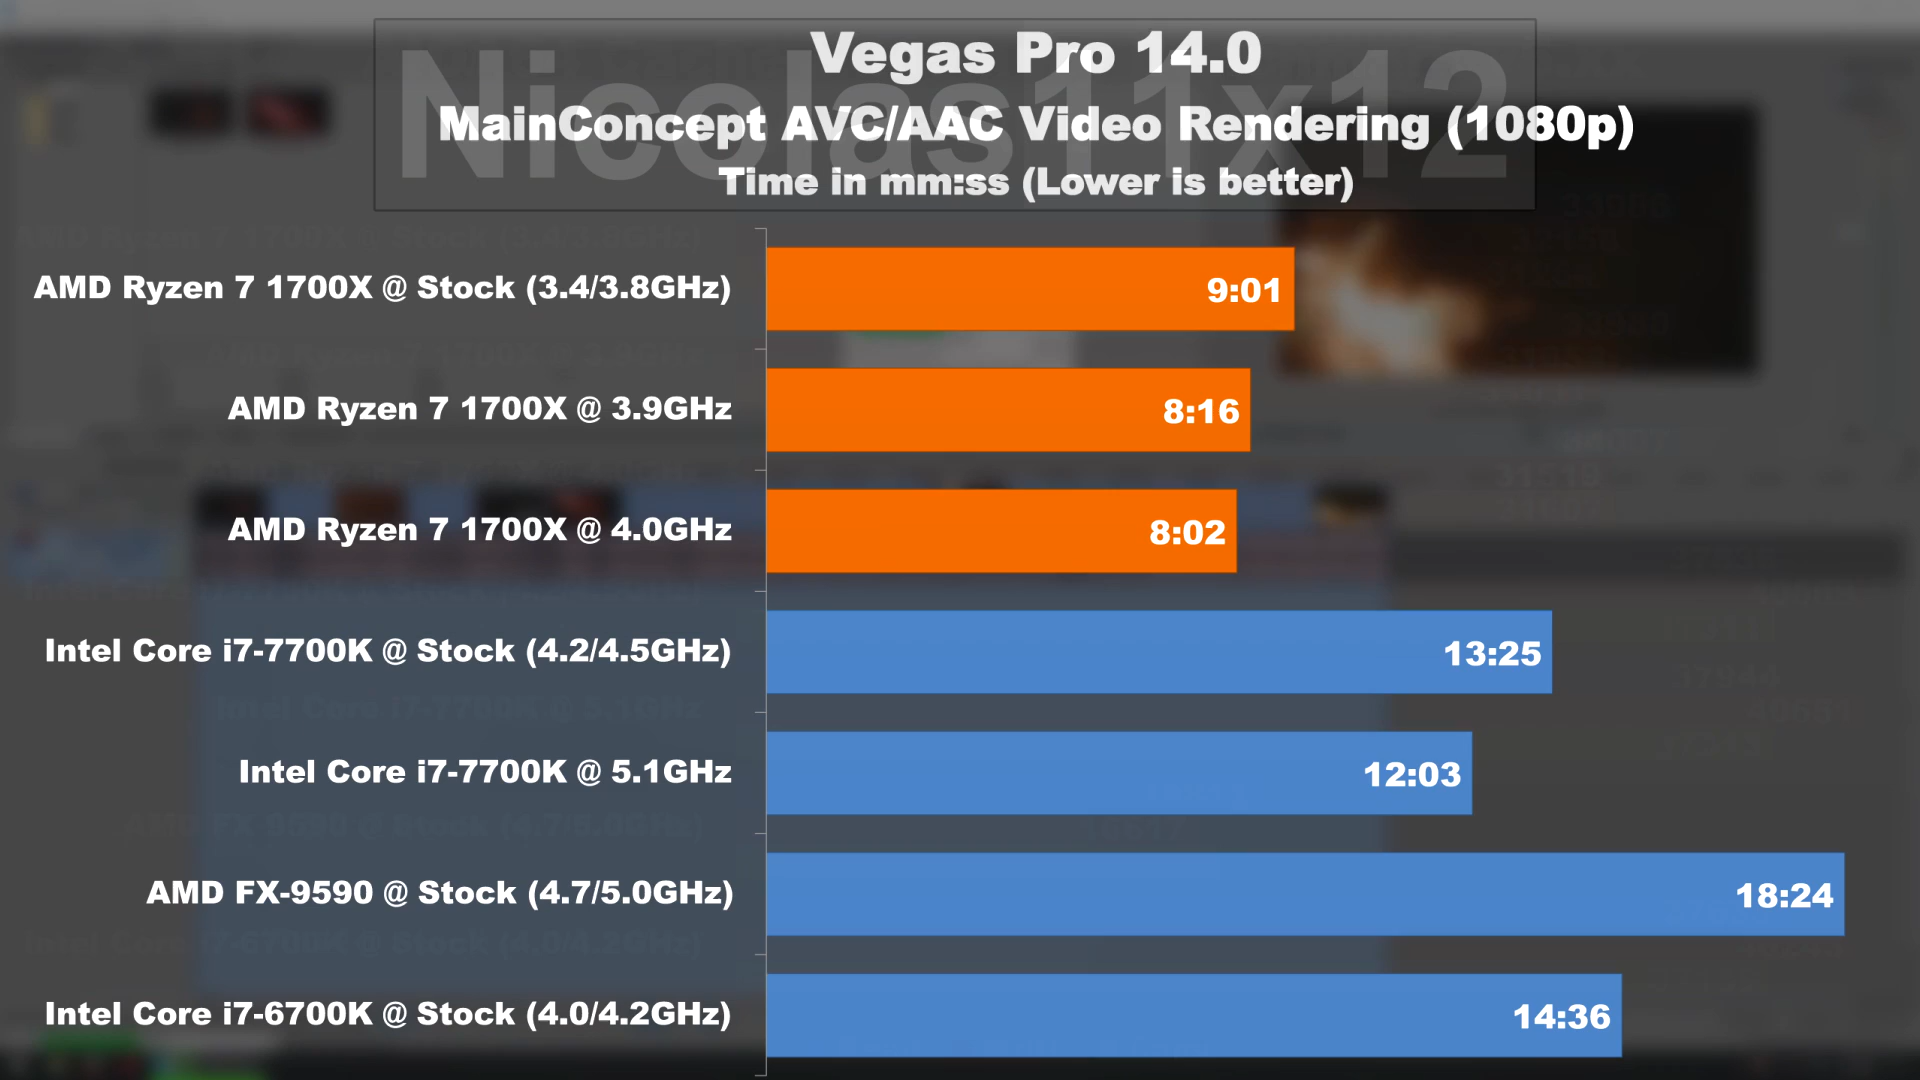 Nicolas11x12
Vegas Pro 14.0
MainConcept AVC/AAC Video Rendering (1080p)
Time in mm:ss (Lower is better)
AMD Ryzen 7 1700X @ Stock (3.4/3.8GHz)
9:01
AMD Ryzen 7 1700X @ 3.9GHz
8:16
AMD Ryzen 7 1700X @ 4.0GHz
8:02
Intel Core i7-7700K @ Stock (4.2/4.5GHz)
13:25
Intel Core i7-7700K @ 5.1GHz
12:03
AMD FX-9590 @ Stock (4.7/5.0GHz)
18:24
Intel Core i7-6700K @ Stock (4.0/4.2GHz)
14:36